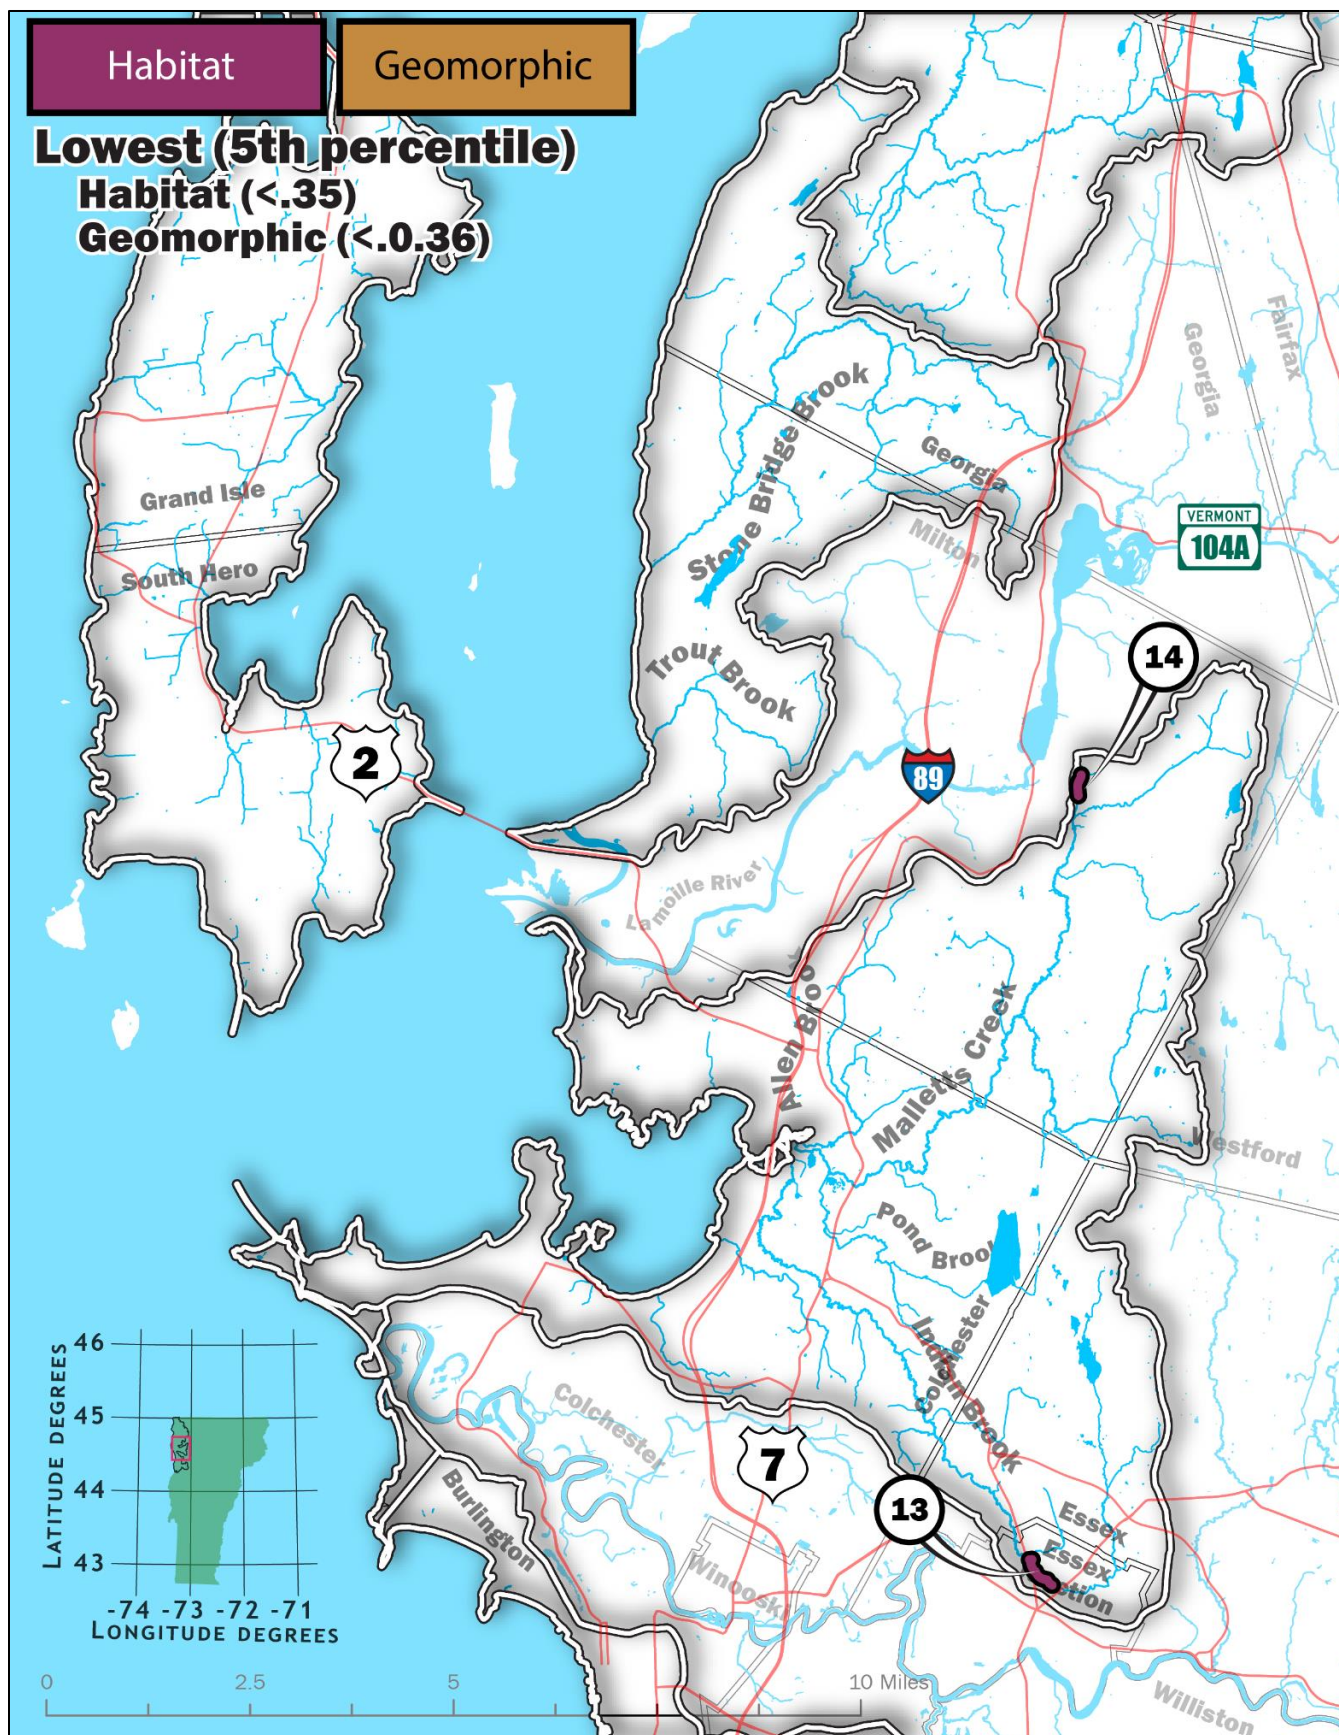 Habitat
Geomorphic
Lowest (5th percentile)
Habitat (<.35)
Geomorphic (<.0.36)
Fairfax
Georgia
Stone Bridge Brook
Georgia
Grand Isle
Milton
VERMONT
104A
South Hero
14
Trout Brook
2
89
Lamoille River
Allen Brook
Malletts Creek
Westford
Pond Brook
Indian Brook
Colchester
46
45
44
43
LATITUDE DEGREES
-74 -73 -72 -71
LONGITUDE DEGREES
Colchester
7
Burlington
13
Essex
Essex
Winooski
Williston
0
2.5
5
10 Miles